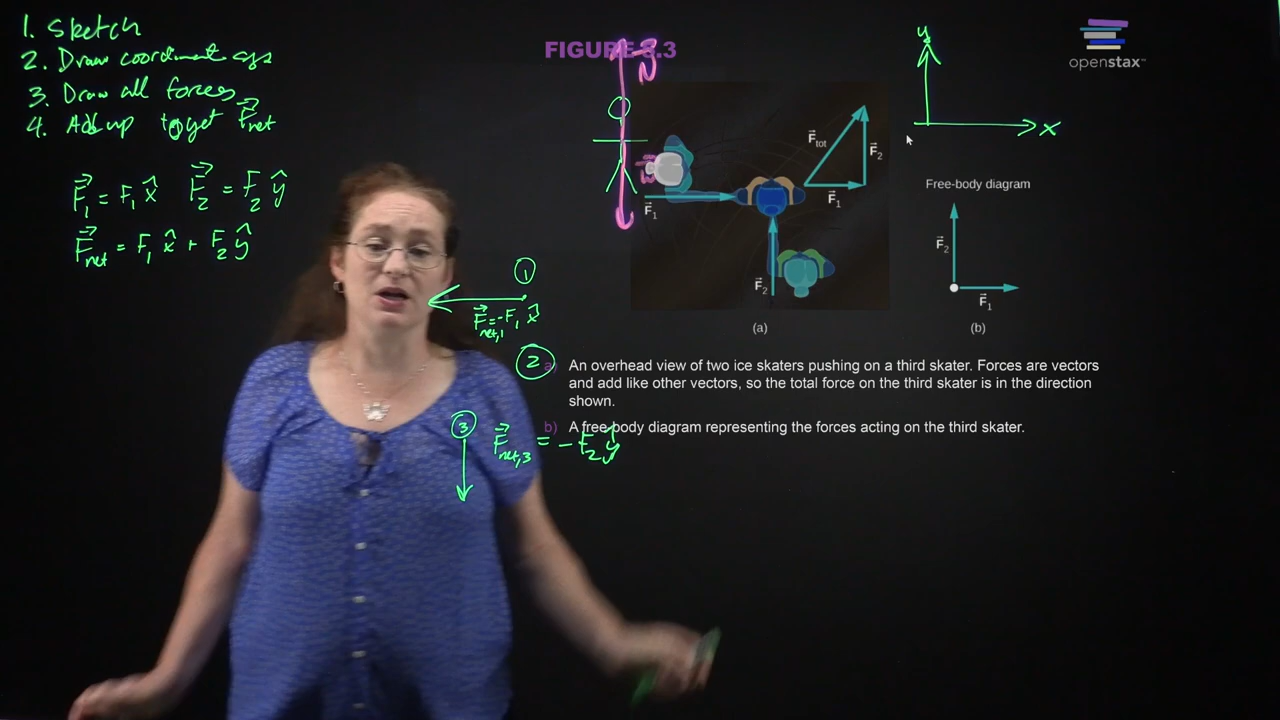 1. Sketch
2. Draw coordinate sys
3. Draw all forces
4. Add up to get F⃗net
F⃗₁ = F₁ x̂ F⃗₂ = F₂ ŷ
F⃗net = F₁ x̂ + F₂ ŷ
FIGURE 3
N⃗
y
x
openstax™
F⃗tot
F⃗₂
F⃗₁
F⃗₁
F⃗₂
(a)
Free-body diagram
F⃗₂
F⃗₁
(b)
1
F⃗net,1 = -F₁ x̂
2
a) An overhead view of two ice skaters pushing on a third skater. Forces are vectors
and add like other vectors, so the total force on the third skater is in the direction
shown.
b) A free-body diagram representing the forces acting on the third skater.
3
F⃗net,3 = -F₂ ŷ